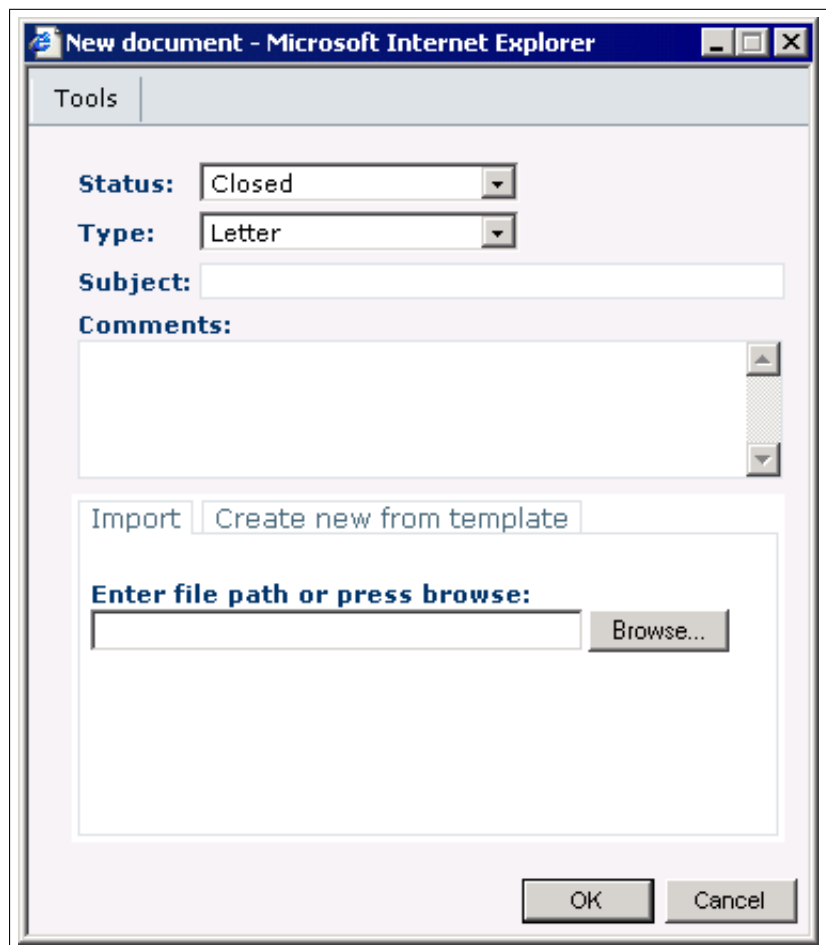 New document - Microsoft Internet Explorer
Tools
Status: Closed
Type: Letter
Subject:
Comments:
Import Create new from template
Enter file path or press browse:
Browse...
OK Cancel